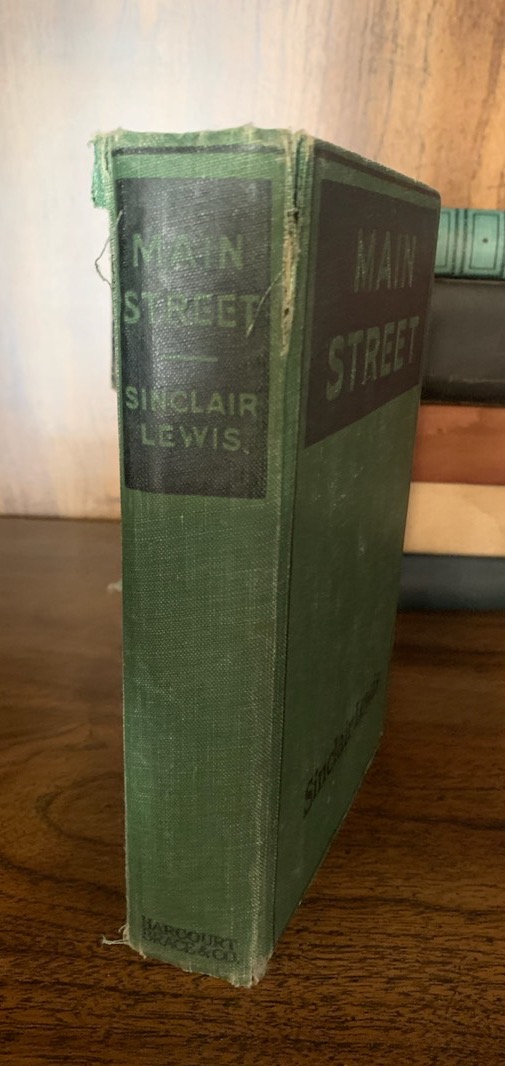 MAIN
STREET
SINCLAIR
LEWIS
HARCOURT
BRACE & CO.
MAIN
STREET
Sinclair Lewis